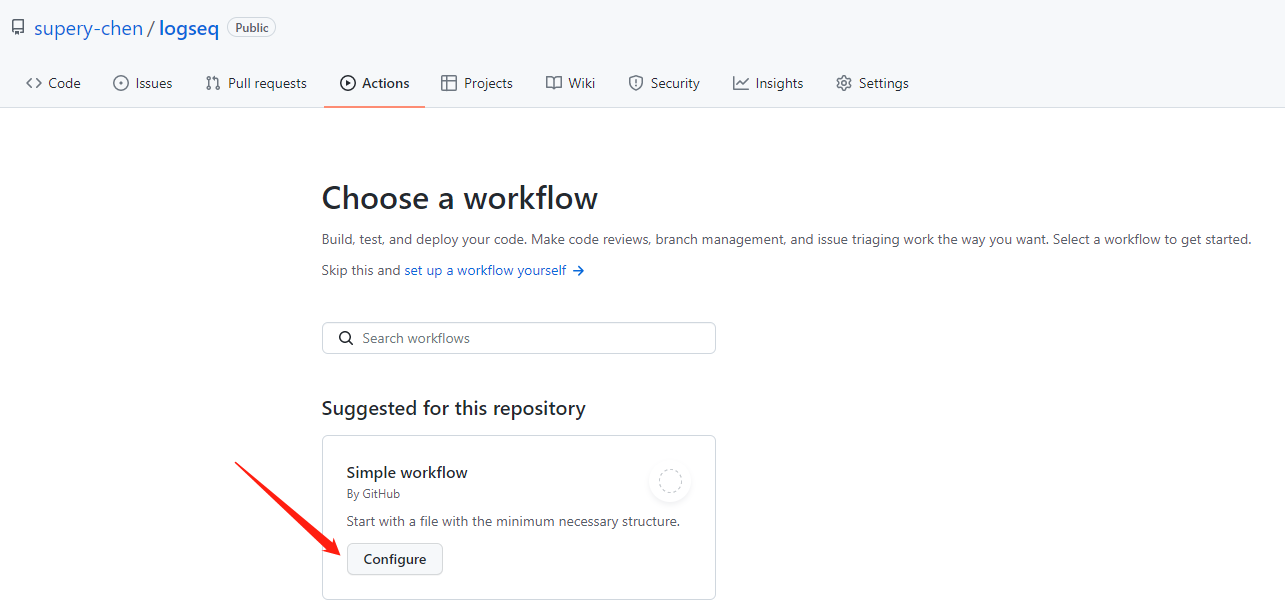 supery-chen / logseq Public
Code Issues Pull requests Actions Projects Wiki Security Insights Settings
Choose a workflow
Build, test, and deploy your code. Make code reviews, branch management, and issue triaging work the way you want. Select a workflow to get started.
Skip this and set up a workflow yourself →
Search workflows
Suggested for this repository
Simple workflow
By GitHub
Start with a file with the minimum necessary structure.
Configure